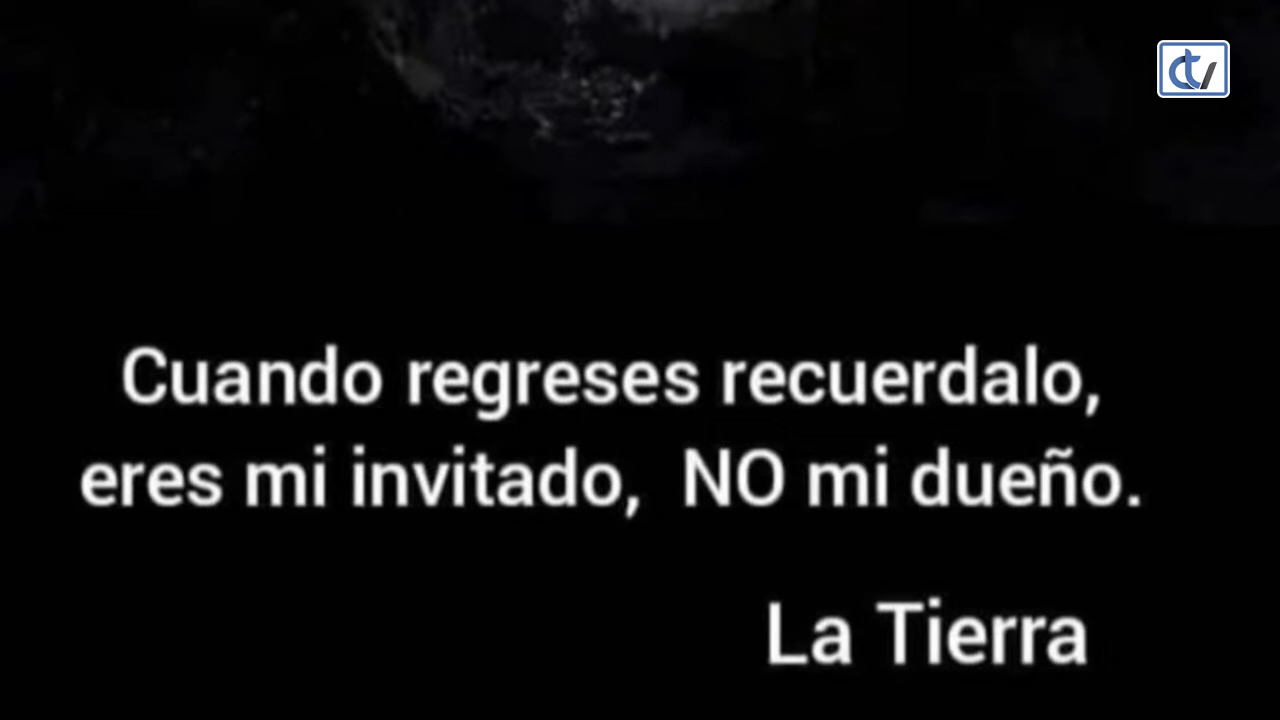 Cuando regreses recuerdalo,
eres mi invitado, NO mi dueño.
La Tierra